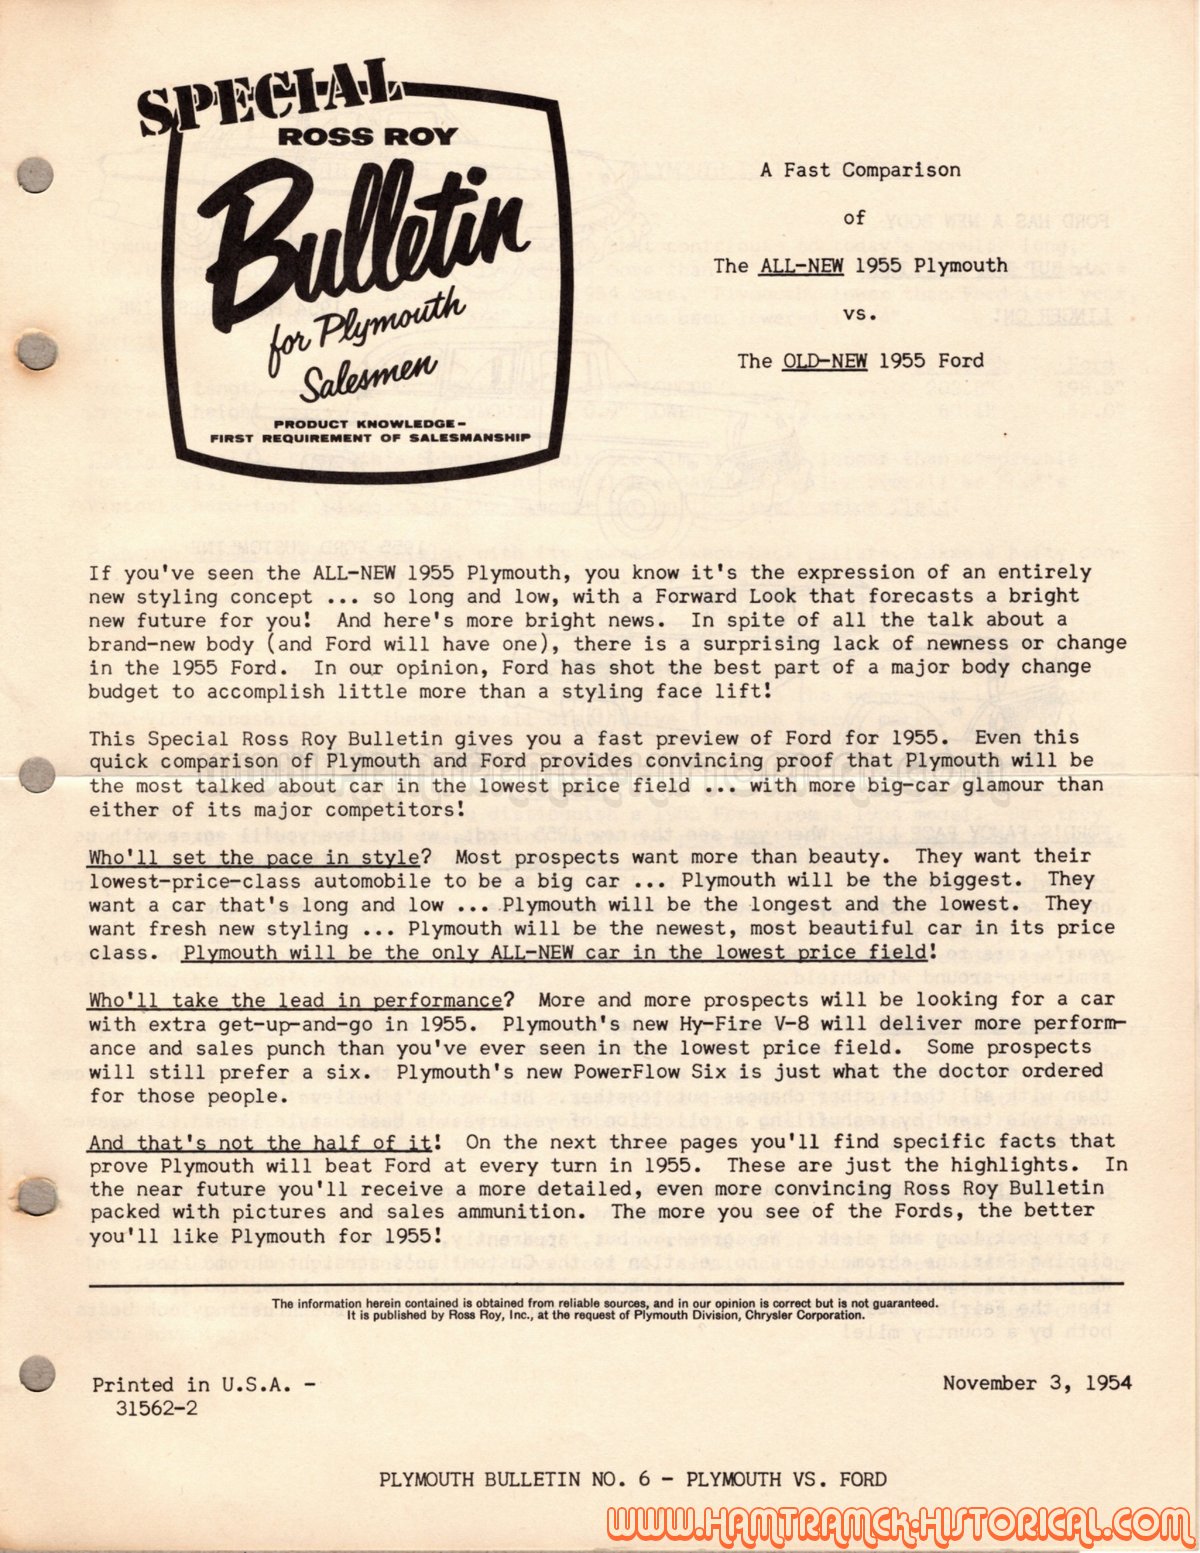 SPECIAL
ROSS ROY
Bulletin
for Plymouth
Salesmen
PRODUCT KNOWLEDGE—
FIRST REQUIREMENT OF SALESMANSHIP
A Fast Comparison
of
The ALL-NEW 1955 Plymouth
vs.
The OLD-NEW 1955 Ford
If you've seen the ALL-NEW 1955 Plymouth, you know it's the expression of an entirely
new styling concept ... so long and low, with a Forward Look that forecasts a bright
new future for you! And here's more bright news. In spite of all the talk about a
brand-new body (and Ford will have one), there is a surprising lack of newness or change
in the 1955 Ford. In our opinion, Ford has shot the best part of a major body change
budget to accomplish little more than a styling face lift!
This Special Ross Roy Bulletin gives you a fast preview of Ford for 1955. Even this
quick comparison of Plymouth and Ford provides convincing proof that Plymouth will be
the most talked about car in the lowest price field ... with more big-car glamour than
either of its major competitors!
Who'll set the pace in style? Most prospects want more than beauty. They want their
lowest-price-class automobile to be a big car ... Plymouth will be the biggest. They
want a car that's long and low ... Plymouth will be the longest and the lowest. They
want fresh new styling ... Plymouth will be the newest, most beautiful car in its price
class. Plymouth will be the only ALL-NEW car in the lowest price field!
Who'll take the lead in performance? More and more prospects will be looking for a car
with extra get-up-and-go in 1955. Plymouth's new Hy-Fire V-8 will deliver more perform-
ance and sales punch than you've ever seen in the lowest price field. Some prospects
will still prefer a six. Plymouth's new PowerFlow Six is just what the doctor ordered
for those people.
And that's not the half of it! On the next three pages you'll find specific facts that
prove Plymouth will beat Ford at every turn in 1955. These are just the highlights. In
the near future you'll receive a more detailed, even more convincing Ross Roy Bulletin
packed with pictures and sales ammunition. The more you see of the Fords, the better
you'll like Plymouth for 1955!
The information herein contained is obtained from reliable sources, and in our opinion is correct but is not guaranteed.
It is published by Ross Roy, Inc., at the request of Plymouth Division, Chrysler Corporation.
Printed in U.S.A. -
31562-2
November 3, 1954
PLYMOUTH BULLETIN NO. 6 - PLYMOUTH VS. FORD
WWW.HAMTRAMCK-HISTORICAL.COM